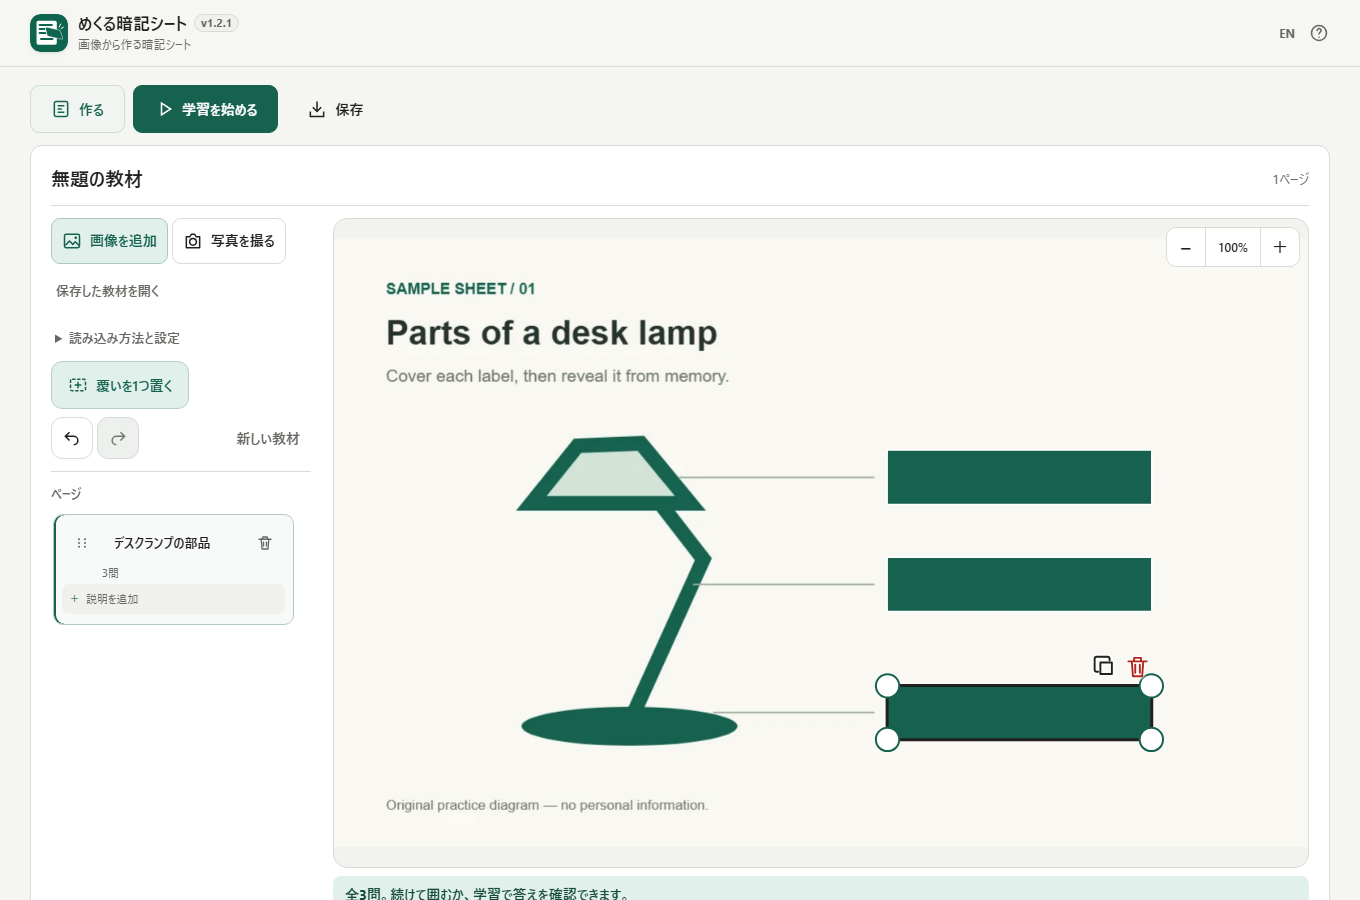 めくる暗記シート v1.2.1
画像から作る暗記シート
EN
作る
学習を始める
保存
無題の教材
1ページ
画像を追加
写真を撮る
保存した教材を開く
読み込み方法と設定
覆いを1つ置く
新しい教材
ページ
デスクランプの部品
3問
+ 説明を追加
100%
SAMPLE SHEET / 01
Parts of a desk lamp
Cover each label, then reveal it from memory.
Original practice diagram — no personal information.
全3問。続けて囲むか、学習で答えを確認できます。